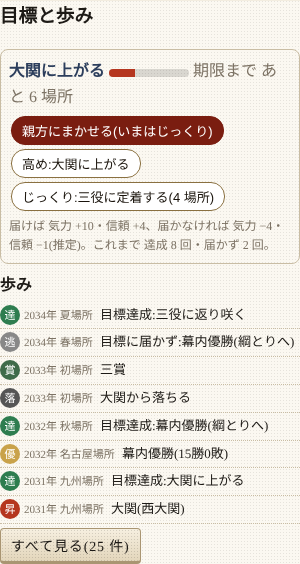 目標と歩み
大関に上がる 期限まで あ
と 6 場所
親方にまかせる(いまはじっくり)
高め:大関に上がる
じっくり:三役に定着する(4 場所)
届けば 気力 +10・信頼 +4、届かなければ 気力 −4・
信頼 −1(推定)。これまで 達成 8 回・届かず 2 回。
歩み
達 2034年 夏場所 目標達成:三役に返り咲く
逃 2034年 春場所 目標に届かず:幕内優勝(綱とりへ)
賞 2033年 初場所 三賞
落 2033年 初場所 大関から落ちる
達 2032年 秋場所 目標達成:幕内優勝(綱とりへ)
優 2032年 名古屋場所 幕内優勝(15勝0敗)
達 2031年 九州場所 目標達成:大関に上がる
昇 2031年 九州場所 大関(西大関)
すべて見る(25 件)